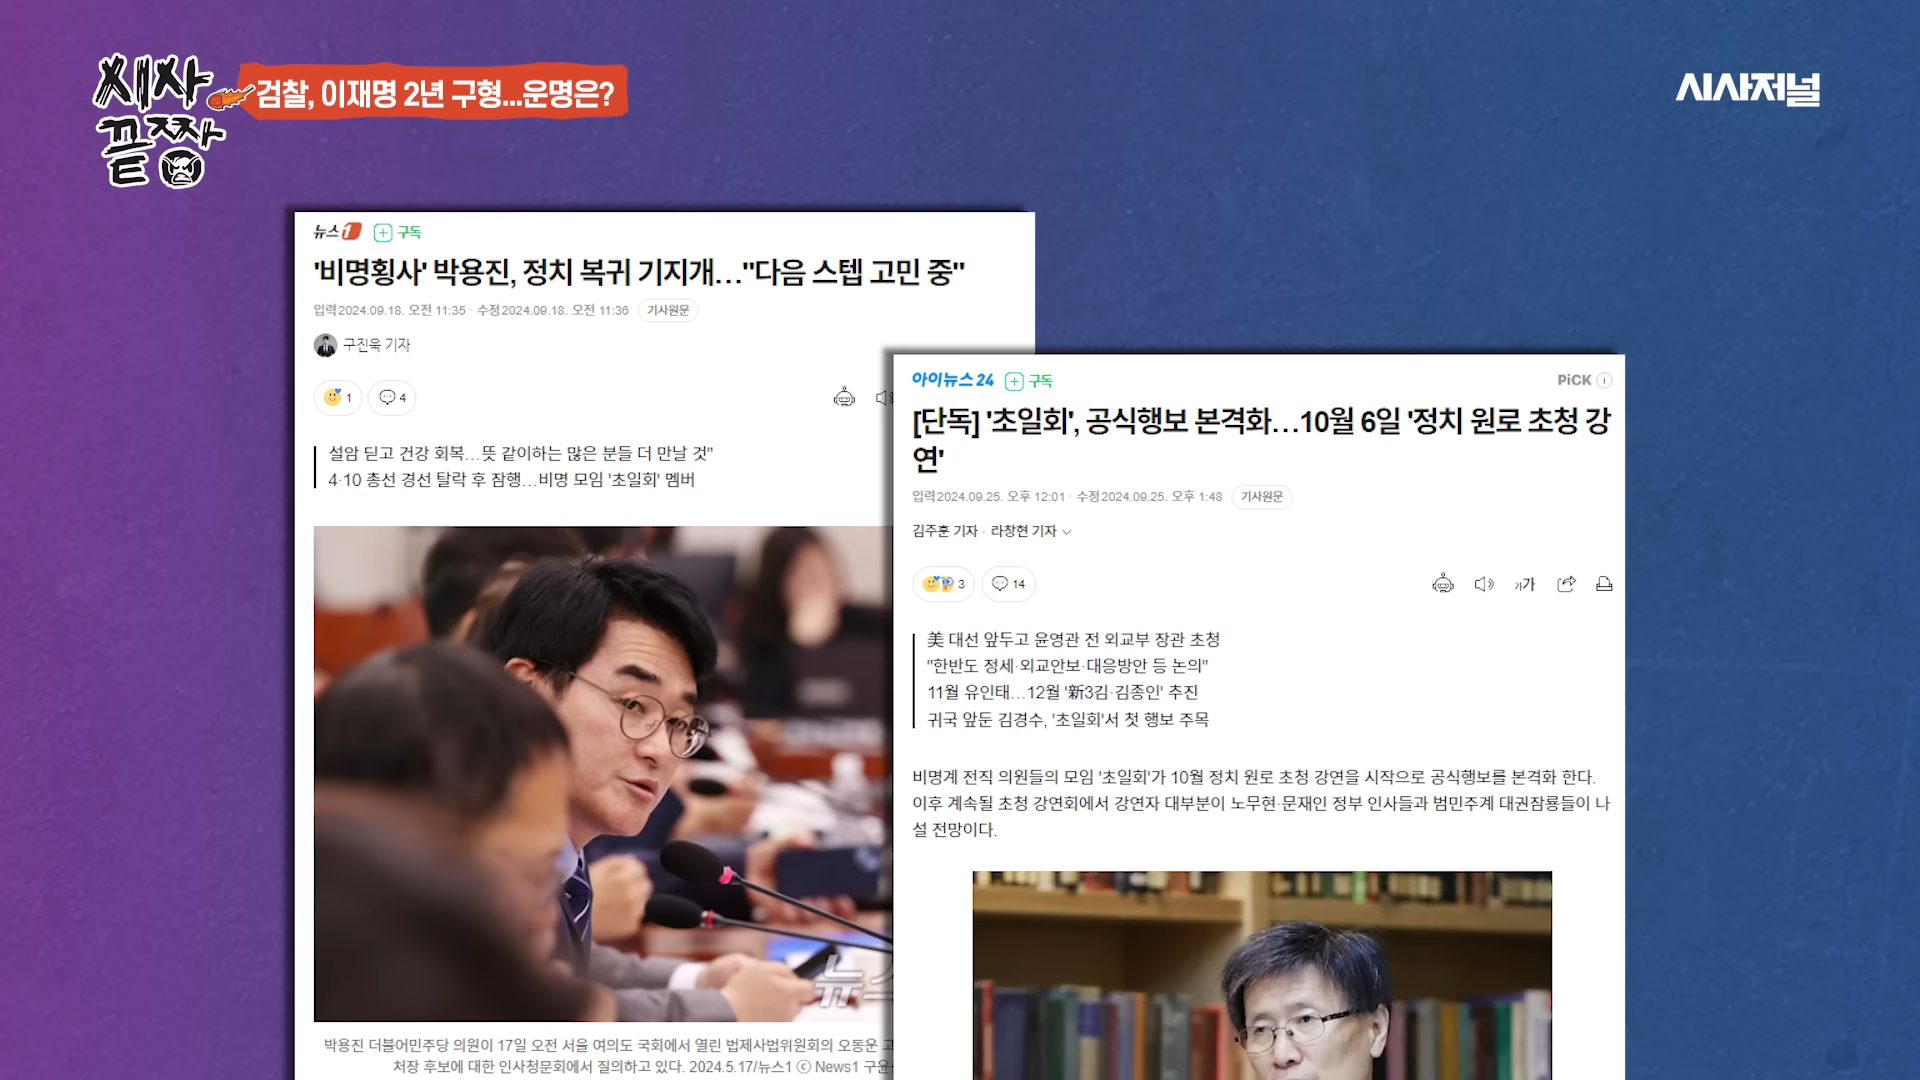 시사
끝짱
검찰, 이재명 2년 구형...운명은?
시사저널
뉴스1 구독
'비명횡사' 박용진, 정치 복귀 기지개…"다음 스텝 고민 중"
입력 2024.09.18. 오전 11:35 · 수정 2024.09.18. 오전 11:36 기사원문
구진욱 기자
1 4
설암 딛고 건강 회복…뜻 같이하는 많은 분들 더 만날 것"
4·10 총선 경선 탈락 후 잠행…비명 모임 '초일회' 멤버
뉴스
박용진 더불어민주당 의원이 17일 오전 서울 여의도 국회에서 열린 법제사법위원회의 오동운 고
처장 후보에 대한 인사청문회에서 질의하고 있다. 2024.5.17/뉴스1 ⓒ News1 구윤
아이뉴스24 구독
PiCK
[단독] '초일회', 공식행보 본격화…10월 6일 '정치 원로 초청 강
연'
입력 2024.09.25. 오후 12:01 · 수정 2024.09.25. 오후 1:48 기사원문
김주훈 기자 · 라창현 기자
3 14
가가
美 대선 앞두고 윤영관 전 외교부 장관 초청
"한반도 정세·외교안보·대응방안 등 논의"
11월 유인태…12월 '新3김·김종인' 추진
귀국 앞둔 김경수, '초일회'서 첫 행보 주목
비명계 전직 의원들의 모임 '초일회'가 10월 정치 원로 초청 강연을 시작으로 공식행보를 본격화 한다.
이후 계속될 초청 강연회에서 강연자 대부분이 노무현·문재인 정부 인사들과 범민주계 대권잠룡들이 나
설 전망이다.